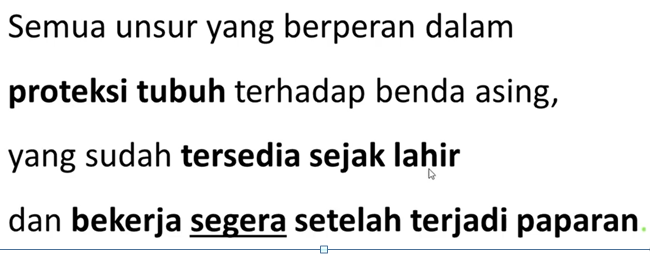 Semua unsur yang berperan dalam
proteksi tubuh terhadap benda asing,
yang sudah tersedia sejak lahir
dan bekerja segera setelah terjadi paparan.